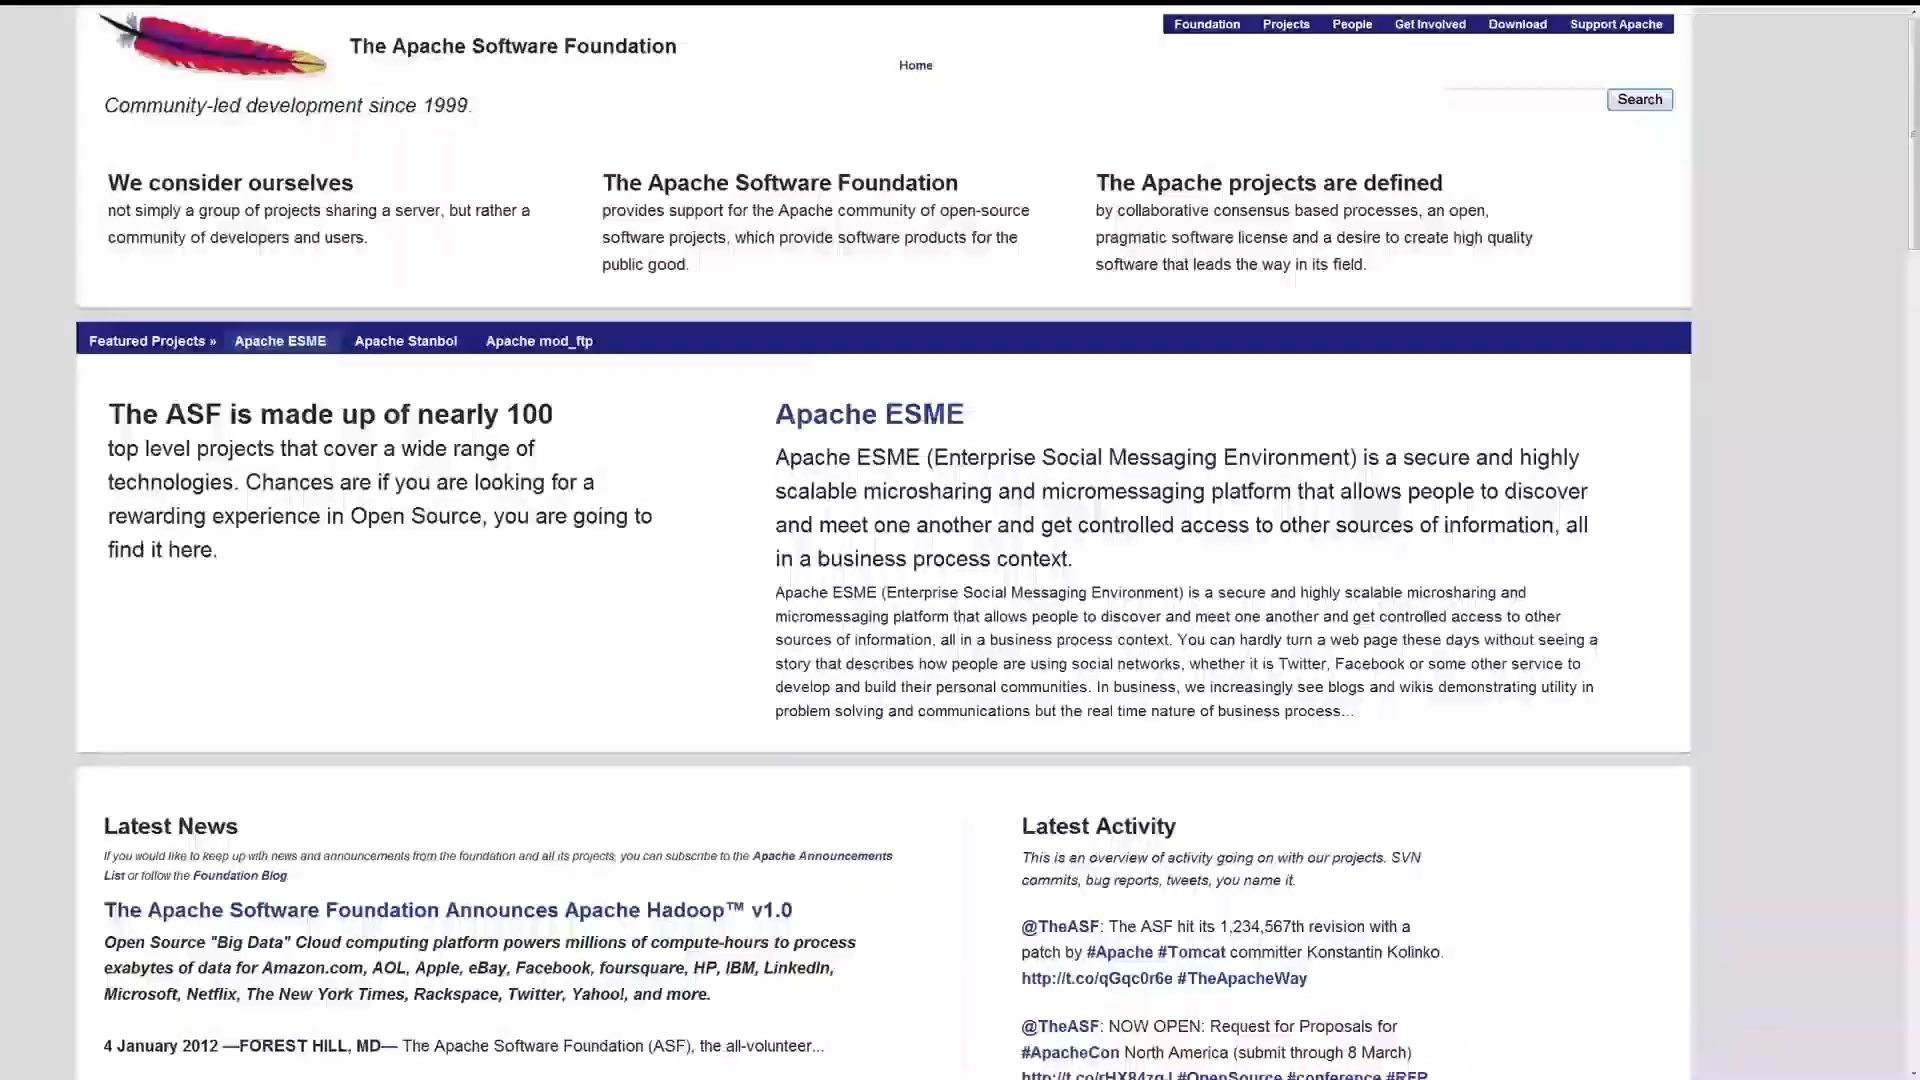 The Apache Software Foundation
Foundation Projects People Get Involved Download Support Apache
Home
Community-led development since 1999.
Search
We consider ourselves
not simply a group of projects sharing a server, but rather a
community of developers and users.
The Apache Software Foundation
provides support for the Apache community of open-source
software projects, which provide software products for the
public good.
The Apache projects are defined
by collaborative consensus based processes, an open,
pragmatic software license and a desire to create high quality
software that leads the way in its field.
Featured Projects » Apache ESME Apache Stanbol Apache mod_ftp
The ASF is made up of nearly 100
top level projects that cover a wide range of
technologies. Chances are if you are looking for a
rewarding experience in Open Source, you are going to
find it here.
Apache ESME
Apache ESME (Enterprise Social Messaging Environment) is a secure and highly
scalable microsharing and micromessaging platform that allows people to discover
and meet one another and get controlled access to other sources of information, all
in a business process context.
Apache ESME (Enterprise Social Messaging Environment) is a secure and highly scalable microsharing and
micromessaging platform that allows people to discover and meet one another and get controlled access to other
sources of information, all in a business process context. You can hardly turn a web page these days without seeing a
story that describes how people are using social networks, whether it is Twitter, Facebook or some other service to
develop and build their personal communities. In business, we increasingly see blogs and wikis demonstrating utility in
problem solving and communications but the real time nature of business process...
Latest News
If you would like to keep up with news and announcements from the foundation and all its projects, you can subscribe to the Apache Announcements
List or follow the Foundation Blog.
The Apache Software Foundation Announces Apache Hadoop™ v1.0
Open Source "Big Data" Cloud computing platform powers millions of compute-hours to process
exabytes of data for Amazon.com, AOL, Apple, eBay, Facebook, foursquare, HP, IBM, LinkedIn,
Microsoft, Netflix, The New York Times, Rackspace, Twitter, Yahoo!, and more.
4 January 2012 —FOREST HILL, MD— The Apache Software Foundation (ASF), the all-volunteer...
Latest Activity
This is an overview of activity going on with our projects. SVN
commits, bug reports, tweets, you name it.
@TheASF: The ASF hit its 1,234,567th revision with a
patch by #Apache #Tomcat committer Konstantin Kolinko.
http://t.co/qGqc0r6e #TheApacheWay
@TheASF: NOW OPEN: Request for Proposals for
#ApacheCon North America (submit through 8 March)
#OpenSource #conference #RFP